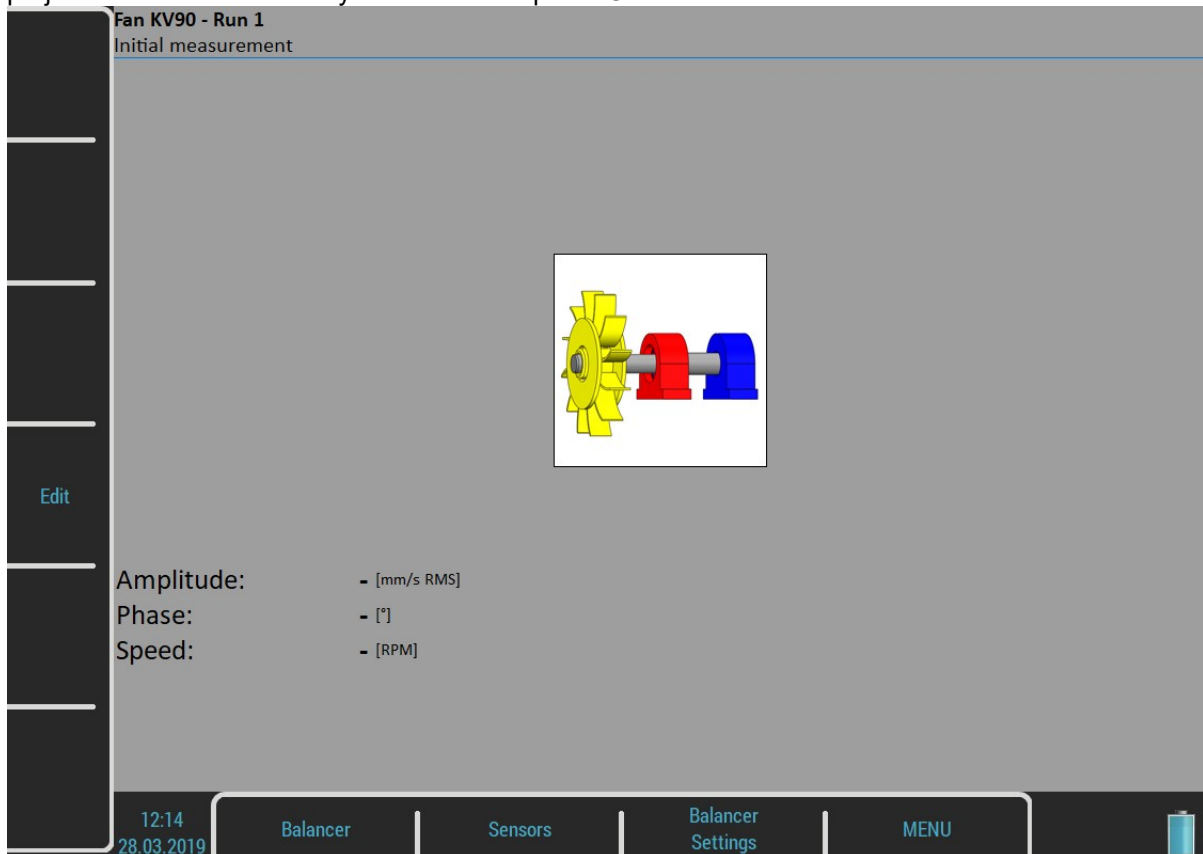 Fan KV90 - Run 1
Initial measurement
Edit
Amplitude: - [mm/s RMS]
Phase: - [°]
Speed: - [RPM]
12:14
28.03.2019
Balancer
Sensors
Balancer
Settings
MENU